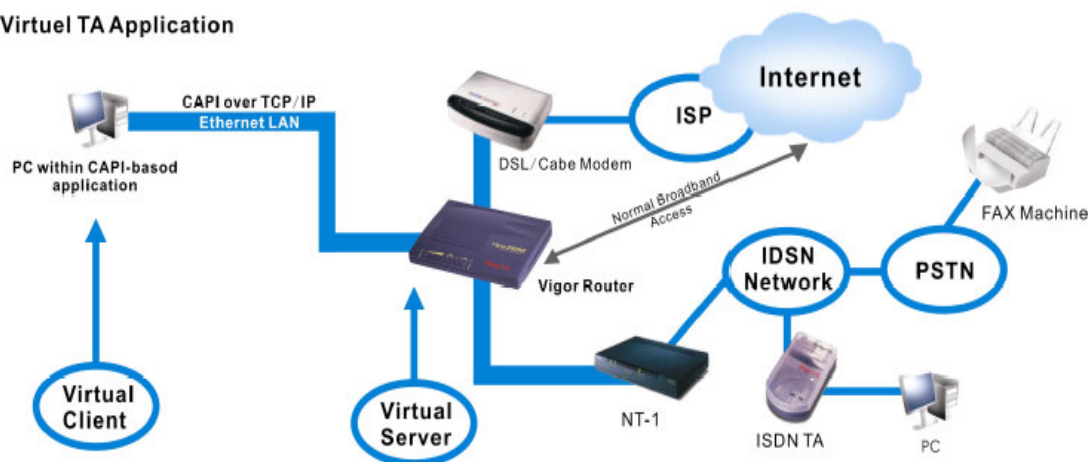 Virtuel TA Application
CAPI over TCP/IP
Ethernet LAN
PC within CAPI-basod
application
DSL/Cabe Modem
ISP
Internet
Normal Broadband
Access
FAX Machine
Vigor Router
IDSN
Network
PSTN
Virtual
Client
Virtual
Server
NT-1
ISDN TA
PC